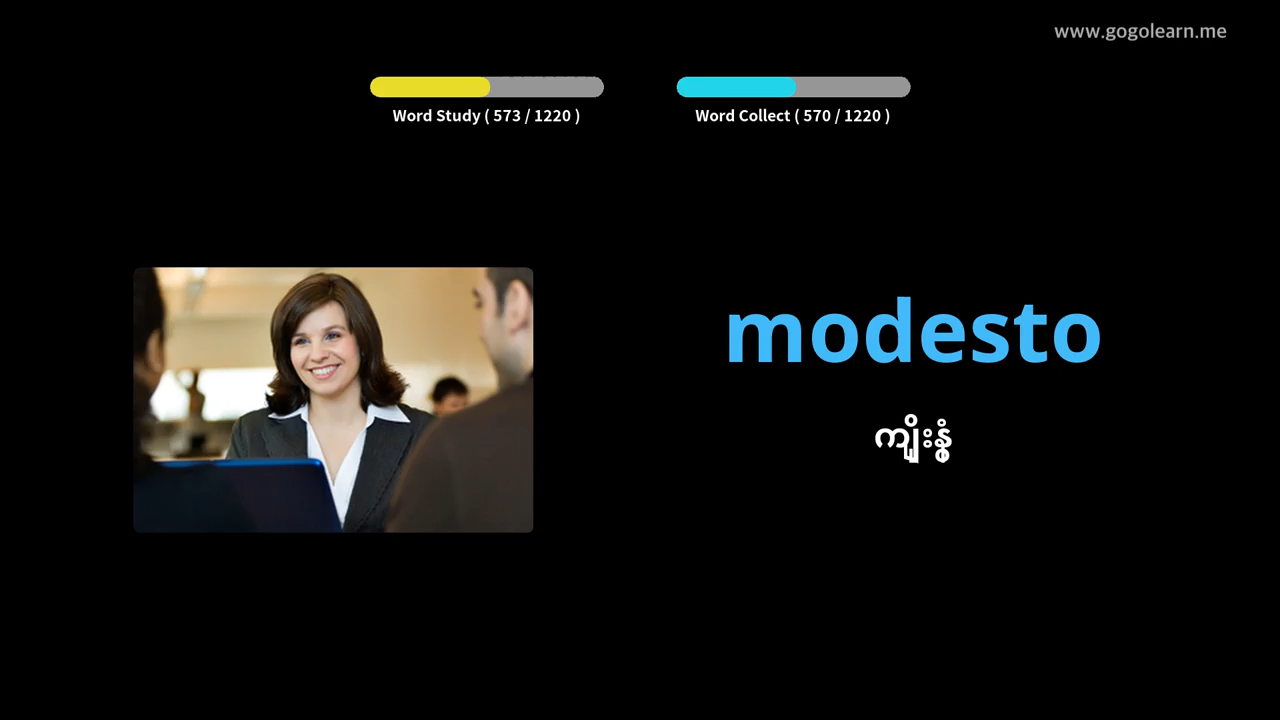 www.gogolearn.me
Word Study ( 573 / 1220 )
Word Collect ( 570 / 1220 )
modesto
ကျိုးနွံ